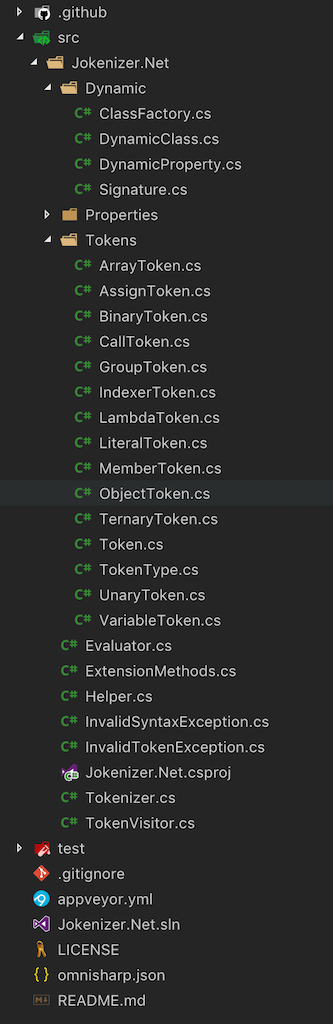 .github
src
Jokenizer.Net
Dynamic
C# ClassFactory.cs
C# DynamicClass.cs
C# DynamicProperty.cs
C# Signature.cs
Properties
Tokens
C# ArrayToken.cs
C# AssignToken.cs
C# BinaryToken.cs
C# CallToken.cs
C# GroupToken.cs
C# IndexerToken.cs
C# LambdaToken.cs
C# LiteralToken.cs
C# MemberToken.cs
C# ObjectToken.cs
C# TernaryToken.cs
C# Token.cs
C# TokenType.cs
C# UnaryToken.cs
C# VariableToken.cs
C# Evaluator.cs
C# ExtensionMethods.cs
C# Helper.cs
C# InvalidSyntaxException.cs
C# InvalidTokenException.cs
Jokenizer.Net.csproj
C# Tokenizer.cs
C# TokenVisitor.cs
test
.gitignore
appveyor.yml
Jokenizer.Net.sln
LICENSE
{} omnisharp.json
README.md